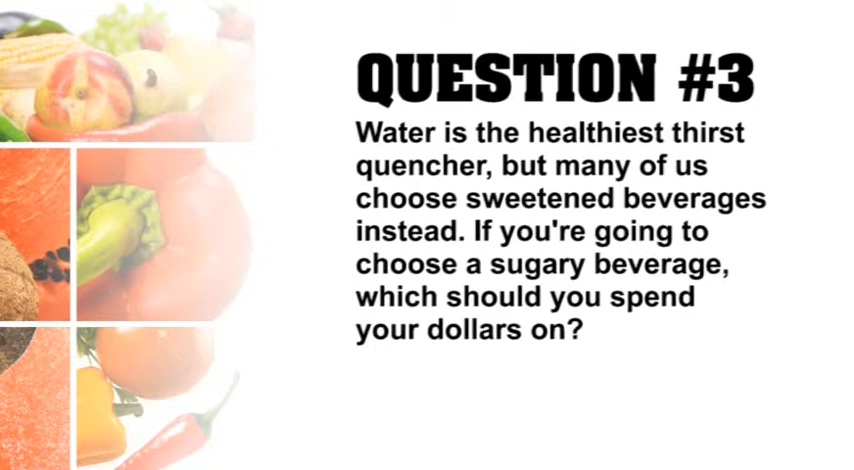 QUESTION #3
Water is the healthiest thirst
quencher, but many of us
choose sweetened beverages
instead. If you're going to
choose a sugary beverage,
which should you spend
your dollars on?